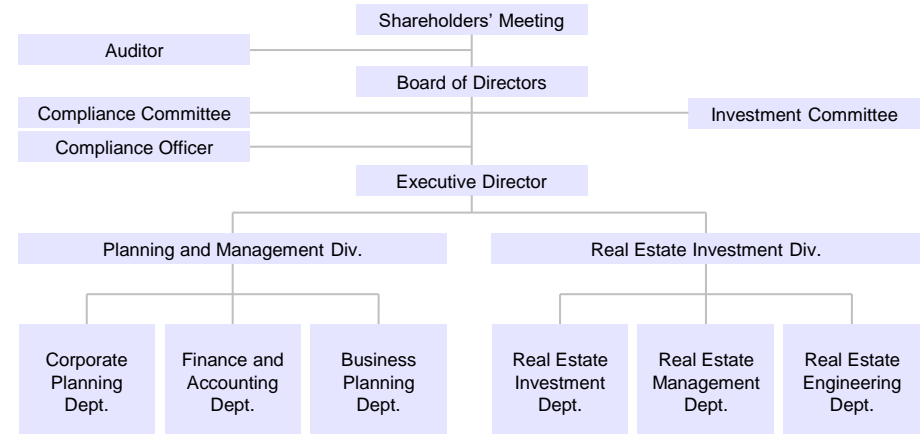 Shareholders’ Meeting
Auditor
Board of Directors
Compliance Committee
Investment Committee
Compliance Officer
Executive Director
Planning and Management Div.
Real Estate Investment Div.
Corporate
Planning
Dept.
Finance and
Accounting
Dept.
Business
Planning
Dept.
Real Estate
Investment
Dept.
Real Estate
Management
Dept.
Real Estate
Engineering
Dept.